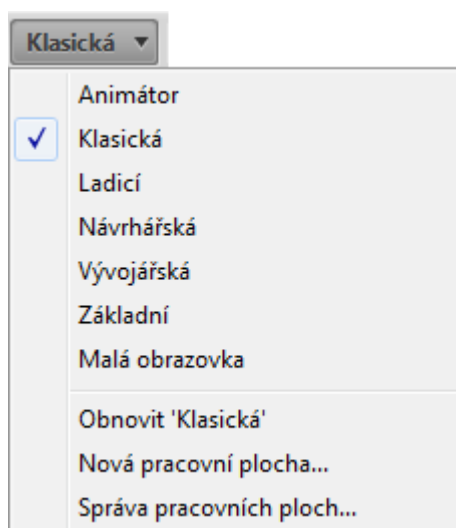 Klasická
Animátor
Klasická
Ladicí
Návrhářská
Vývojářská
Základní
Malá obrazovka
Obnovit 'Klasická'
Nová pracovní plocha...
Správa pracovních ploch...